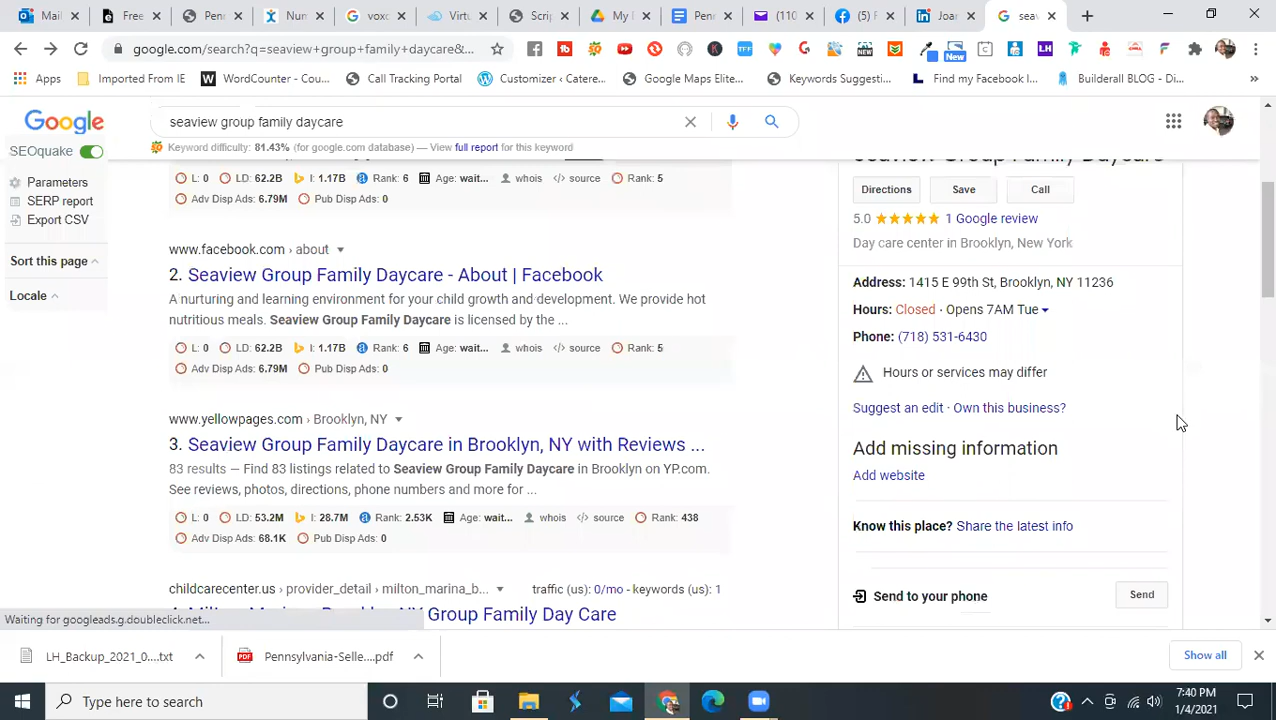 Mail
Free
Penn
Num
voxc
Virtu
Scrip
My I
Penn
(110
(5) F
Joar
seav
google.com/search?q=seaview+group+family+daycare&...
New
Apps
Imported From IE
WordCounter - Cou...
Call Tracking Portal
Customizer - Catere...
Google Maps Elite...
Keywords Suggesti...
Find my Facebook I...
Builderall BLOG - Di...
»
Google
seaview group family daycare
Keyword difficulty: 81.43% (for google.com database) — View full report for this keyword
SEOquake
Parameters
SERP report
Export CSV
Sort this page
Locale
L: 0 LD: 62.2B I: 1.17B Rank: 6 Age: wait... whois </> source Rank: 5
Adv Disp Ads: 6.79M Pub Disp Ads: 0
www.facebook.com › about
2. Seaview Group Family Daycare - About | Facebook
A nurturing and learning environment for your child growth and development. We provide hot
nutritious meals. Seaview Group Family Daycare is licensed by the ...
L: 0 LD: 62.2B I: 1.17B Rank: 6 Age: wait... whois </> source Rank: 5
Adv Disp Ads: 6.79M Pub Disp Ads: 0
www.yellowpages.com › Brooklyn, NY
3. Seaview Group Family Daycare in Brooklyn, NY with Reviews ...
83 results — Find 83 listings related to Seaview Group Family Daycare in Brooklyn on YP.com.
See reviews, photos, directions, phone numbers and more for ...
L: 0 LD: 53.2M I: 28.7M Rank: 2.53K Age: wait... whois </> source Rank: 438
Adv Disp Ads: 68.1K Pub Disp Ads: 0
childcarecenter.us › provider_detail › milton_marina_b... traffic (us): 0/mo - keywords (us): 1
Group Family Day Care
Seaview Group Family Daycare
Directions
Save
Call
5.0 ★★★★★ 1 Google review
Day care center in Brooklyn, New York
Address: 1415 E 99th St, Brooklyn, NY 11236
Hours: Closed · Opens 7AM Tue
Phone: (718) 531-6430
Hours or services may differ
Suggest an edit · Own this business?
Add missing information
Add website
Know this place? Share the latest info
Send to your phone
Send
Waiting for googleads.g.doubleclick.net...
LH_Backup_2021_0....txt
Pennsylvania-Selle....pdf
Show all
Type here to search
7:40 PM
1/4/2021